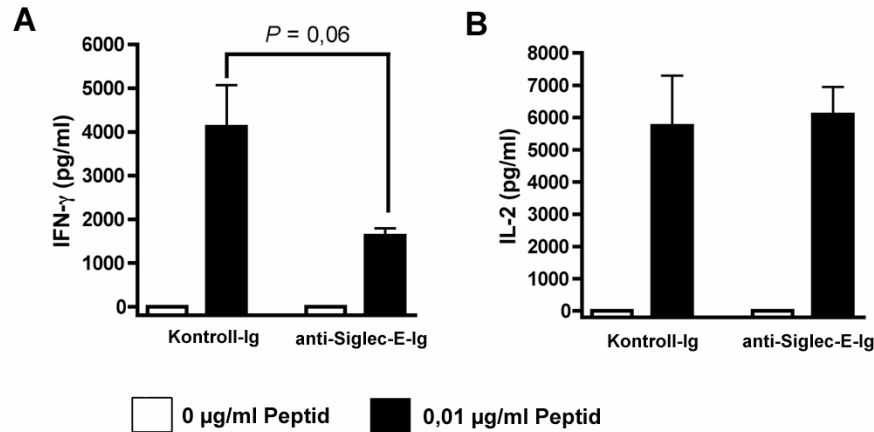 A
P = 0,06
6000
5000
4000
3000
2000
1000
0
IFN-γ (pg/ml)
Kontroll-Ig
anti-Siglec-E-Ig
B
8000
7000
6000
5000
4000
3000
2000
1000
0
IL-2 (pg/ml)
Kontroll-Ig
anti-Siglec-E-Ig
0 µg/ml Peptid
0,01 µg/ml Peptid